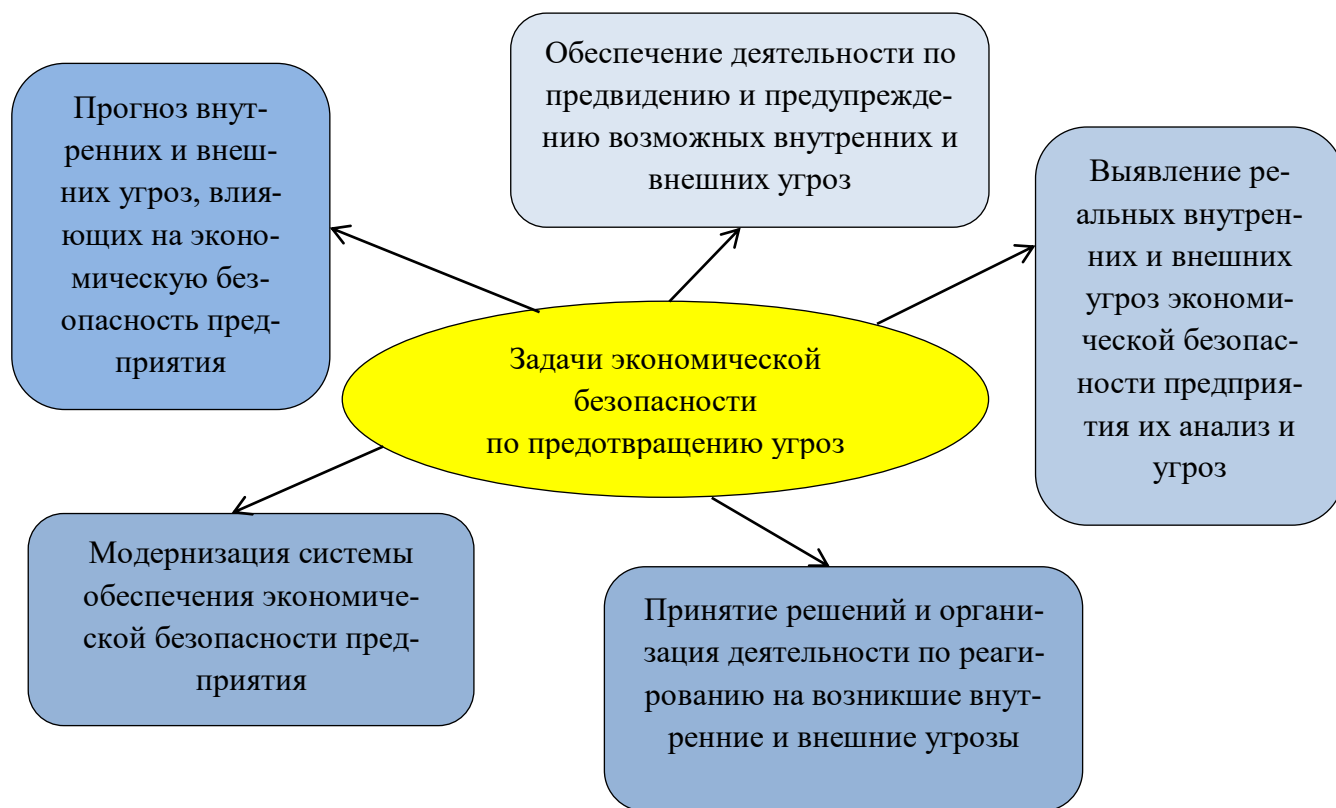 Прогноз внут-
ренних и внеш-
них угроз, влия-
ющих на эконо-
мическую без-
опасность пред-
приятия
Обеспечение деятельности по
предвидению и предупрежде-
нию возможных внутренних и
внешних угроз
Выявление ре-
альных внутрен-
них и внешних
угроз экономи-
ческой безопас-
ности предприя-
тия их анализ и
угроз
Задачи экономической
безопасности
по предотвращению угроз
Модернизация системы
обеспечения экономиче-
ской безопасности пред-
приятия
Принятие решений и органи-
зация деятельности по реаги-
рованию на возникшие внут-
ренние и внешние угрозы